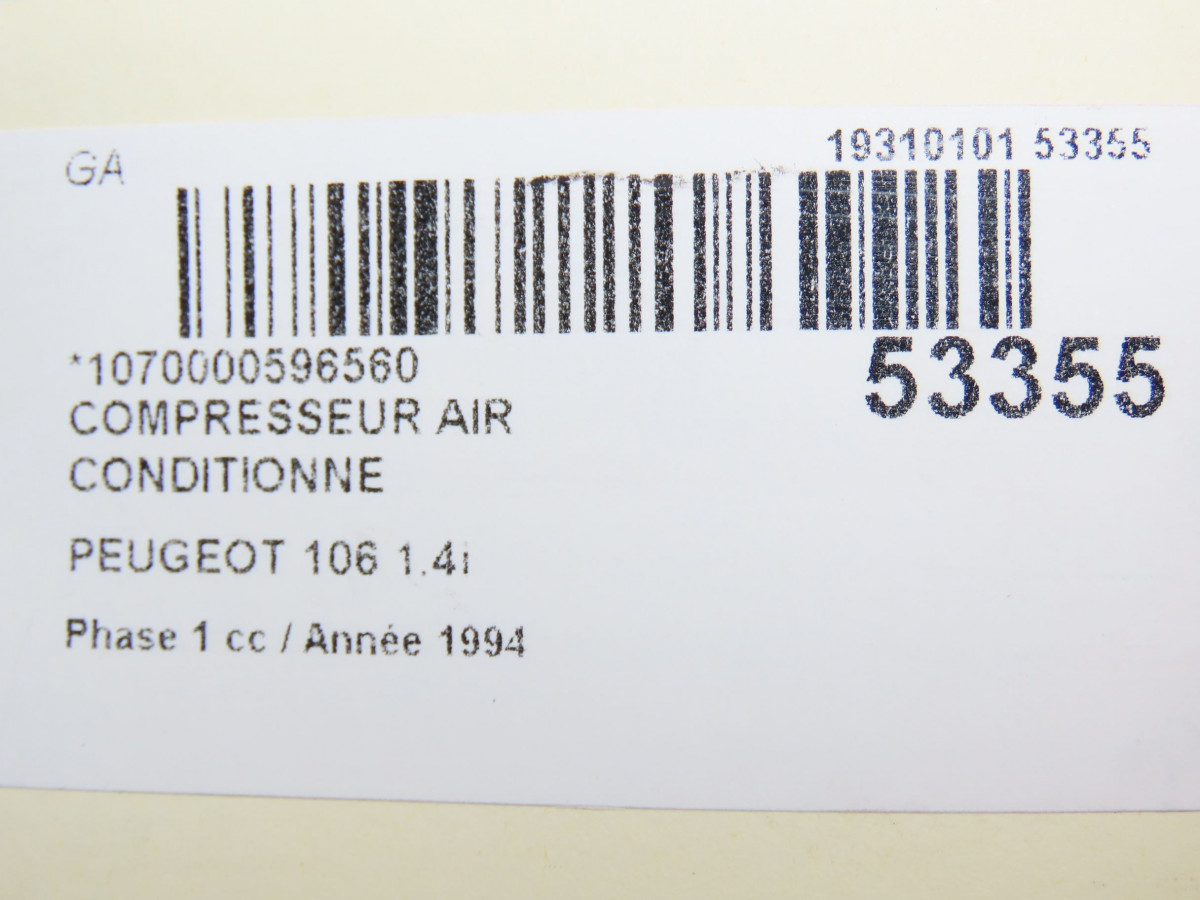 GA
19310101 53355
*1070000596560
53355
COMPRESSEUR AIR
CONDITIONNE
PEUGEOT 106 1.4i
Phase 1 cc / Année 1994